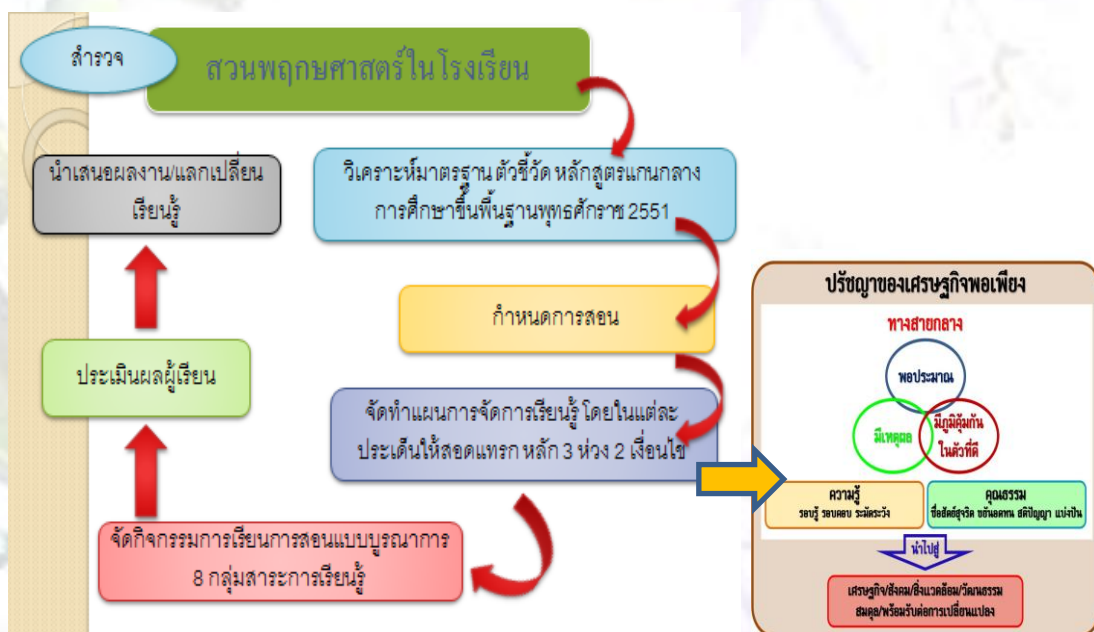 สำรวจ
สวนพฤกษศาสตร์ในโรงเรียน
วิเคราะห์มาตรฐาน ตัวชี้วัด หลักสูตรแกนกลาง
การศึกษาขึ้นพื้นฐานพุทธศักราช 2551
กำหนดการสอน
จัดทำแผนการจัดการเรียนรู้ โดยในแต่ละ
ประเด็นให้สอดแทรก หลัก 3 ห่วง 2 เงื่อนไข
จัดกิจกรรมการเรียนการสอนแบบบูรณาการ
8 กลุ่มสาระการเรียนรู้
ประเมินผลผู้เรียน
นำเสนอผลงาน/แลกเปลี่ยน
เรียนรู้
ปรัชญาของเศรษฐกิจพอเพียง
ทางสายกลาง
พอประมาณ
มีเหตุผล
มีภูมิคุ้มกัน
ในตัวที่ดี
ความรู้
รอบรู้ รอบคอบ ระมัดระวัง
คุณธรรม
ซื่อสัตย์สุจริต ขยันอดทน สติปัญญา แบ่งปัน
นำไปสู่
เศรษฐกิจ/สังคม/สิ่งแวดล้อม/วัฒนธรรม
สมดุล/พร้อมรับต่อการเปลี่ยนแปลง